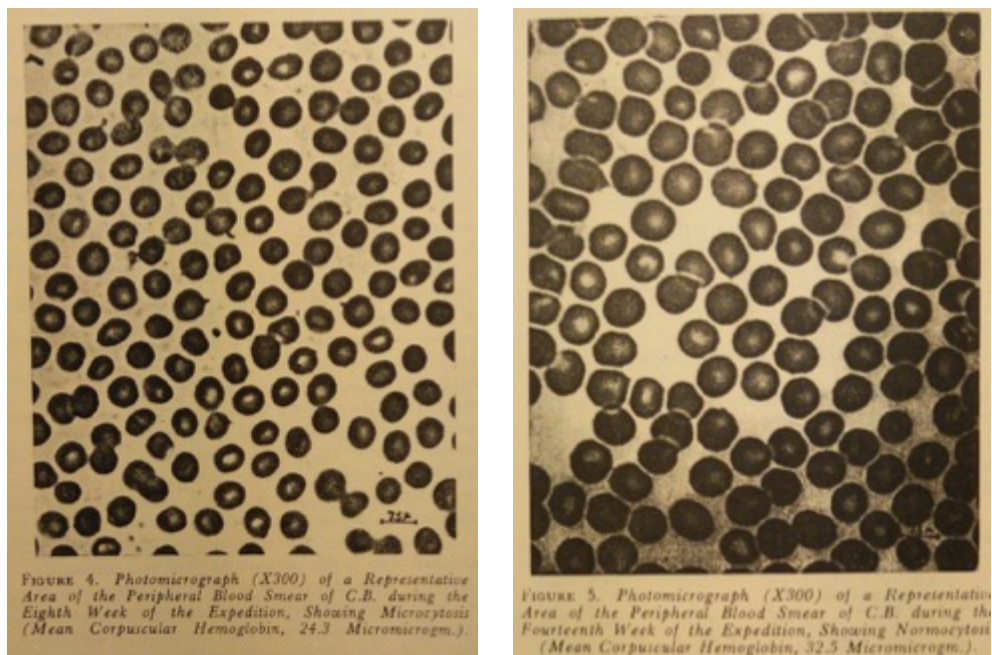 FIGURE 4. Photomicrograph (X300) of a Representative
Area of the Peripheral Blood Smear of C.B. during the
Eighth Week of the Expedition, Showing Microcytosis
(Mean Corpuscular Hemoglobin, 24.3 Micromicrogm.).
FIGURE 5. Photomicrograph (X300) of a Representative
Area of the Peripheral Blood Smear of C.B. during the
Fourteenth Week of the Expedition, Showing Normocytosi
(Mean Corpuscular Hemoglobin, 32.5 Micromicrogm.).